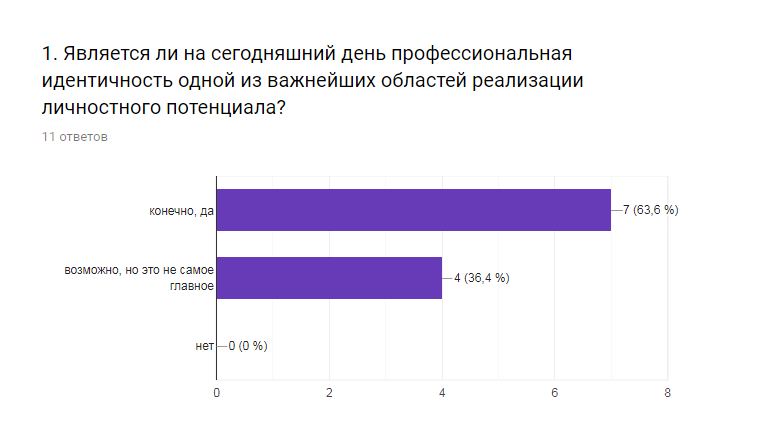 1. Является ли на сегодняшний день профессиональная
идентичность одной из важнейших областей реализации
личностного потенциала?
11 ответов
конечно, да
7 (63,6 %)
возможно, но это не самое
главное
4 (36,4 %)
нет
0 (0 %)
0
2
4
6
8